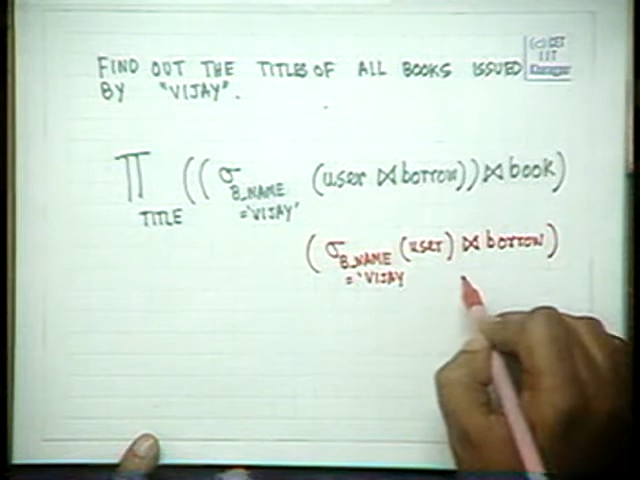 (C) CET
IIT
Kharagpur
FIND OUT THE TITLES OF ALL BOOKS ISSUED
BY "VIJAY".
∏ TITLE ((σ B_NAME ='VIJAY' (user ⋈ borrow)) ⋈ book)
(σ B_NAME ='VIJAY (user) ⋈ borrow)